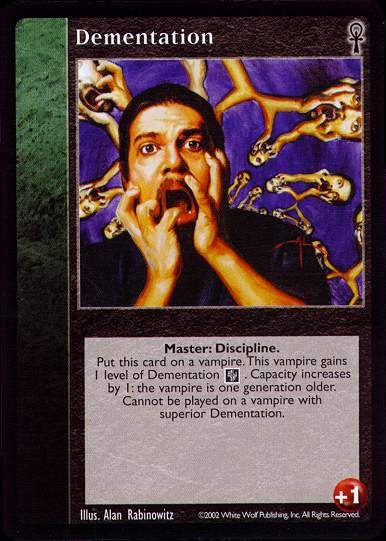 Dementation
Master: Discipline.
Put this card on a vampire. This vampire gains
1 level of Dementation . Capacity increases
by 1: the vampire is one generation older.
Cannot be played on a vampire with
superior Dementation.
+1
Illus. Alan Rabinowitz ©2002 White Wolf Publishing, Inc. All Rights Reserved.